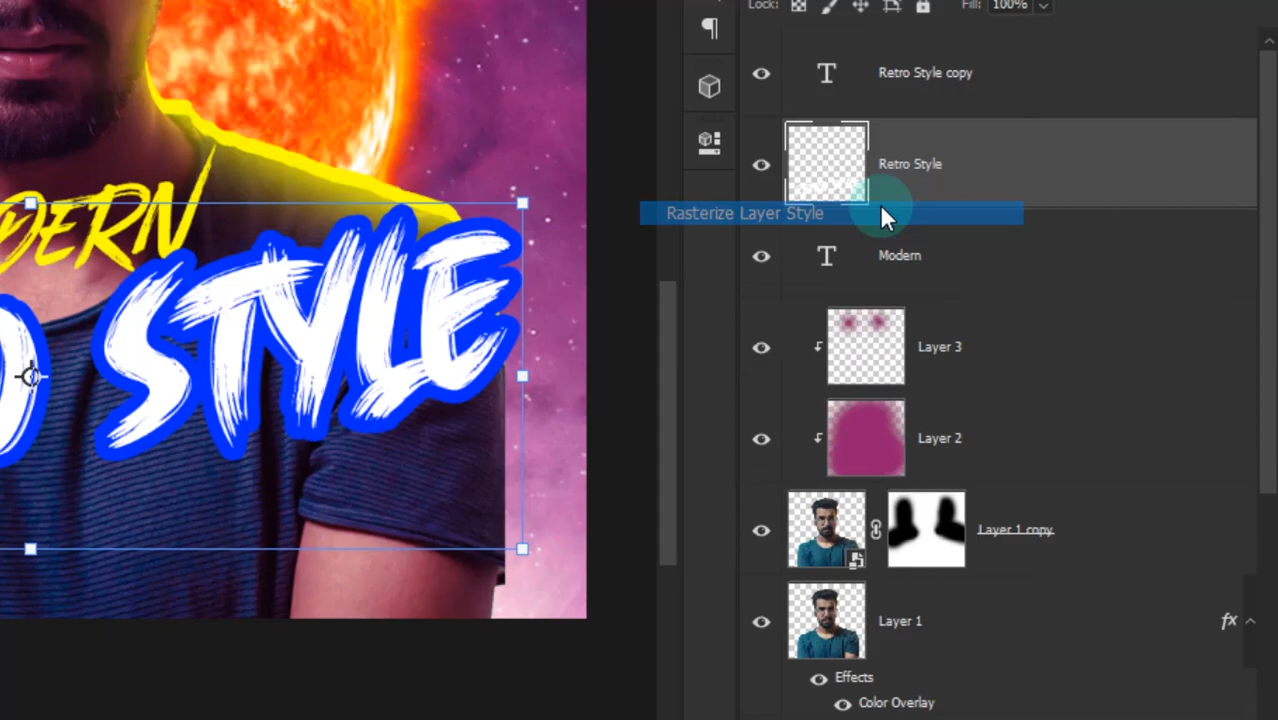 Lock:
Fill: 100%
Retro Style copy
Retro Style
Rasterize Layer Style
Modern
Layer 3
Layer 2
Layer 1 copy
Layer 1
fx
Effects
Color Overlay
DERN
O STYLE